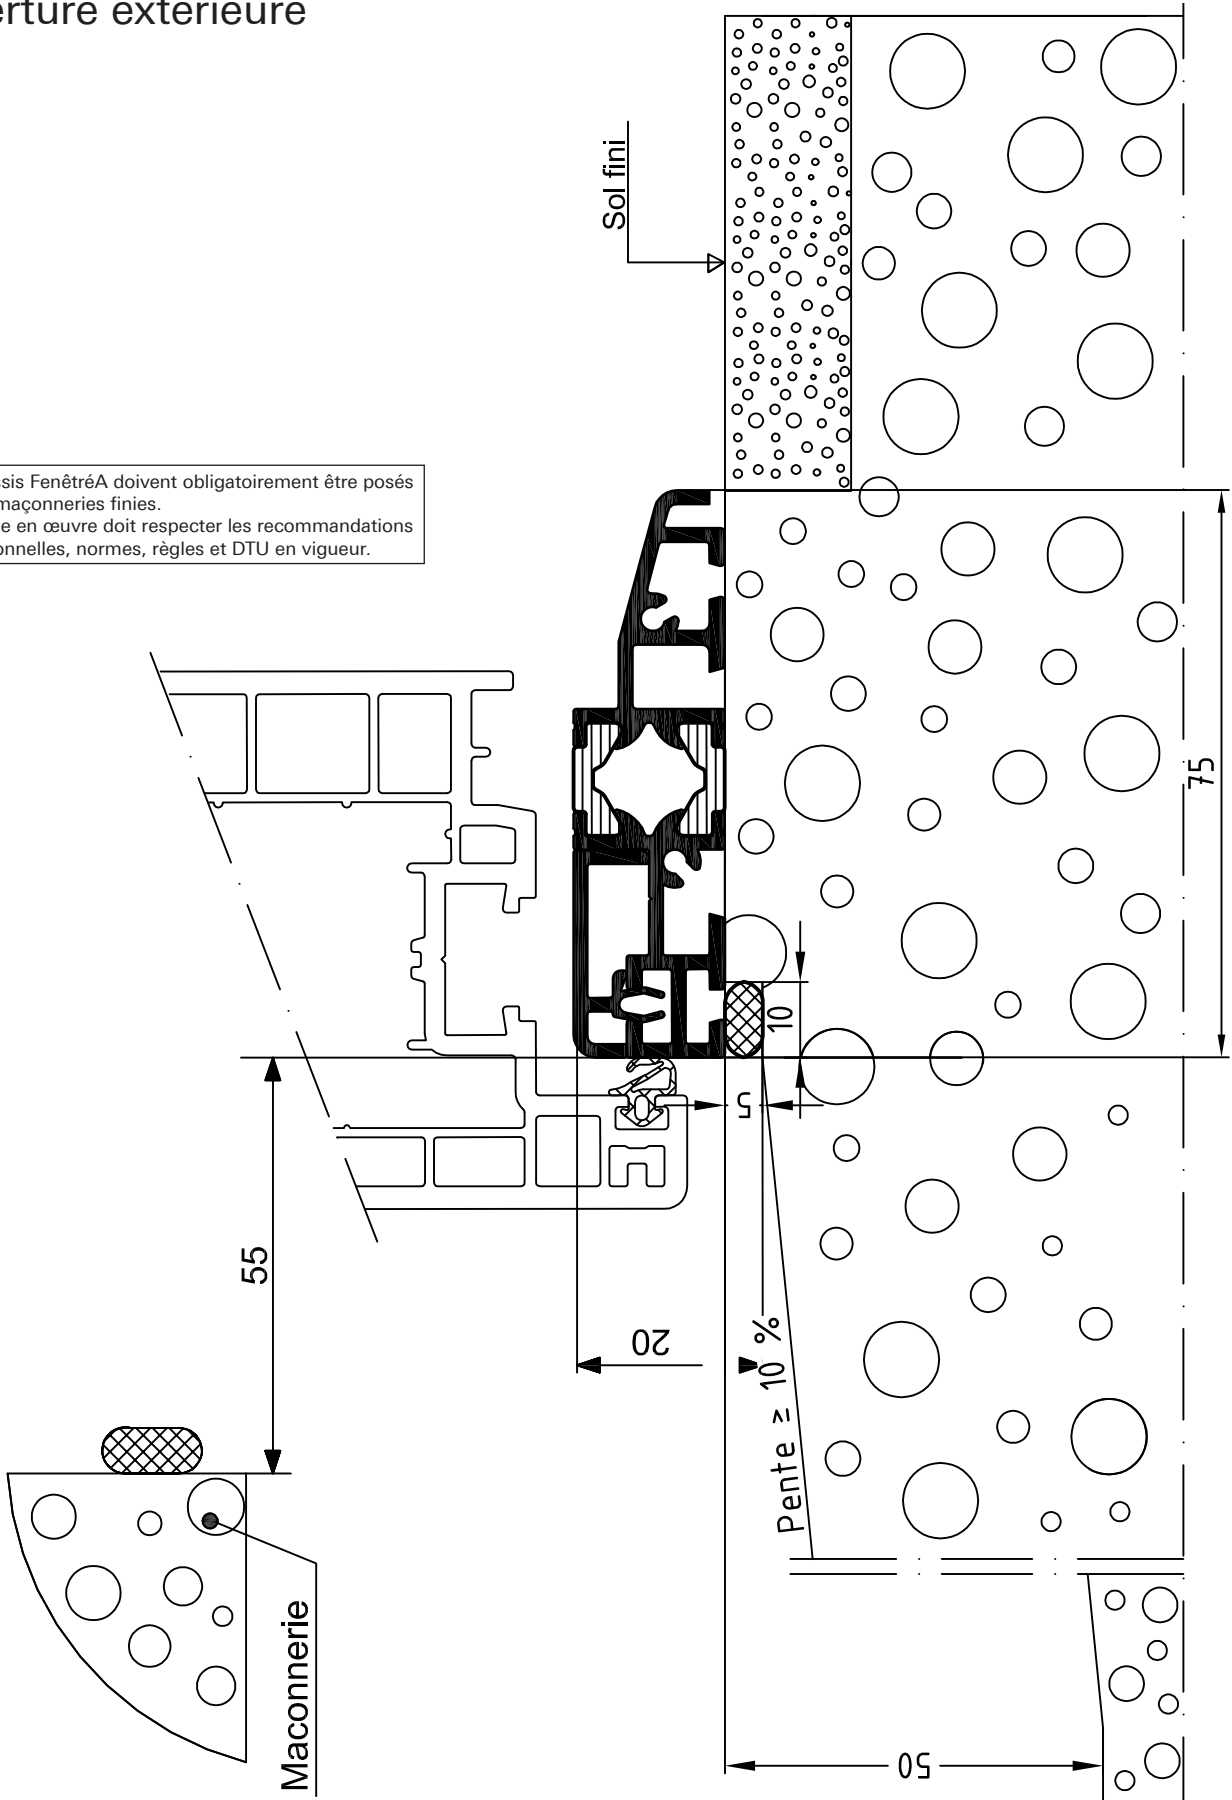 erture extérieure
Sol fini
sis FenêtréA doivent obligatoirement être posés
maçonneries finies.
e en œuvre doit respecter les recommandations
onnelles, normes, règles et DTU en vigueur.
75
10
5
55
20
Pente ≥ 10 %
Maconnerie
50